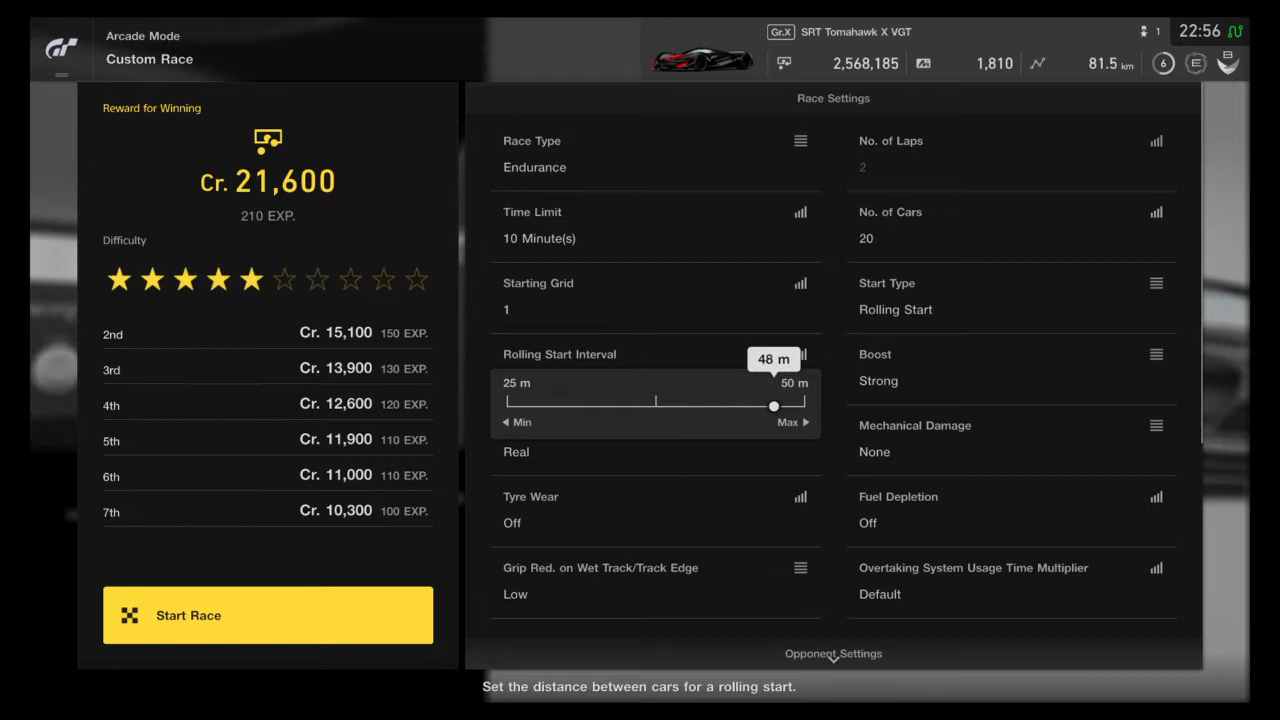 Arcade Mode
Custom Race
Gr.X SRT Tomahawk X VGT
1
22:56
2,568,185
1,810
81.5 km
6
E
B
Reward for Winning
Cr. 21,600
210 EXP.
Difficulty
2nd Cr. 15,100 150 EXP.
3rd Cr. 13,900 130 EXP.
4th Cr. 12,600 120 EXP.
5th Cr. 11,900 110 EXP.
6th Cr. 11,000 110 EXP.
7th Cr. 10,300 100 EXP.
Start Race
Race Settings
Race Type
Endurance
No. of Laps
2
Time Limit
10 Minute(s)
No. of Cars
20
Starting Grid
1
Start Type
Rolling Start
Rolling Start Interval
48 m
25 m
50 m
Min
Max
Boost
Strong
Real
Mechanical Damage
None
Tyre Wear
Off
Fuel Depletion
Off
Grip Red. on Wet Track/Track Edge
Low
Overtaking System Usage Time Multiplier
Default
Opponent Settings
Set the distance between cars for a rolling start.